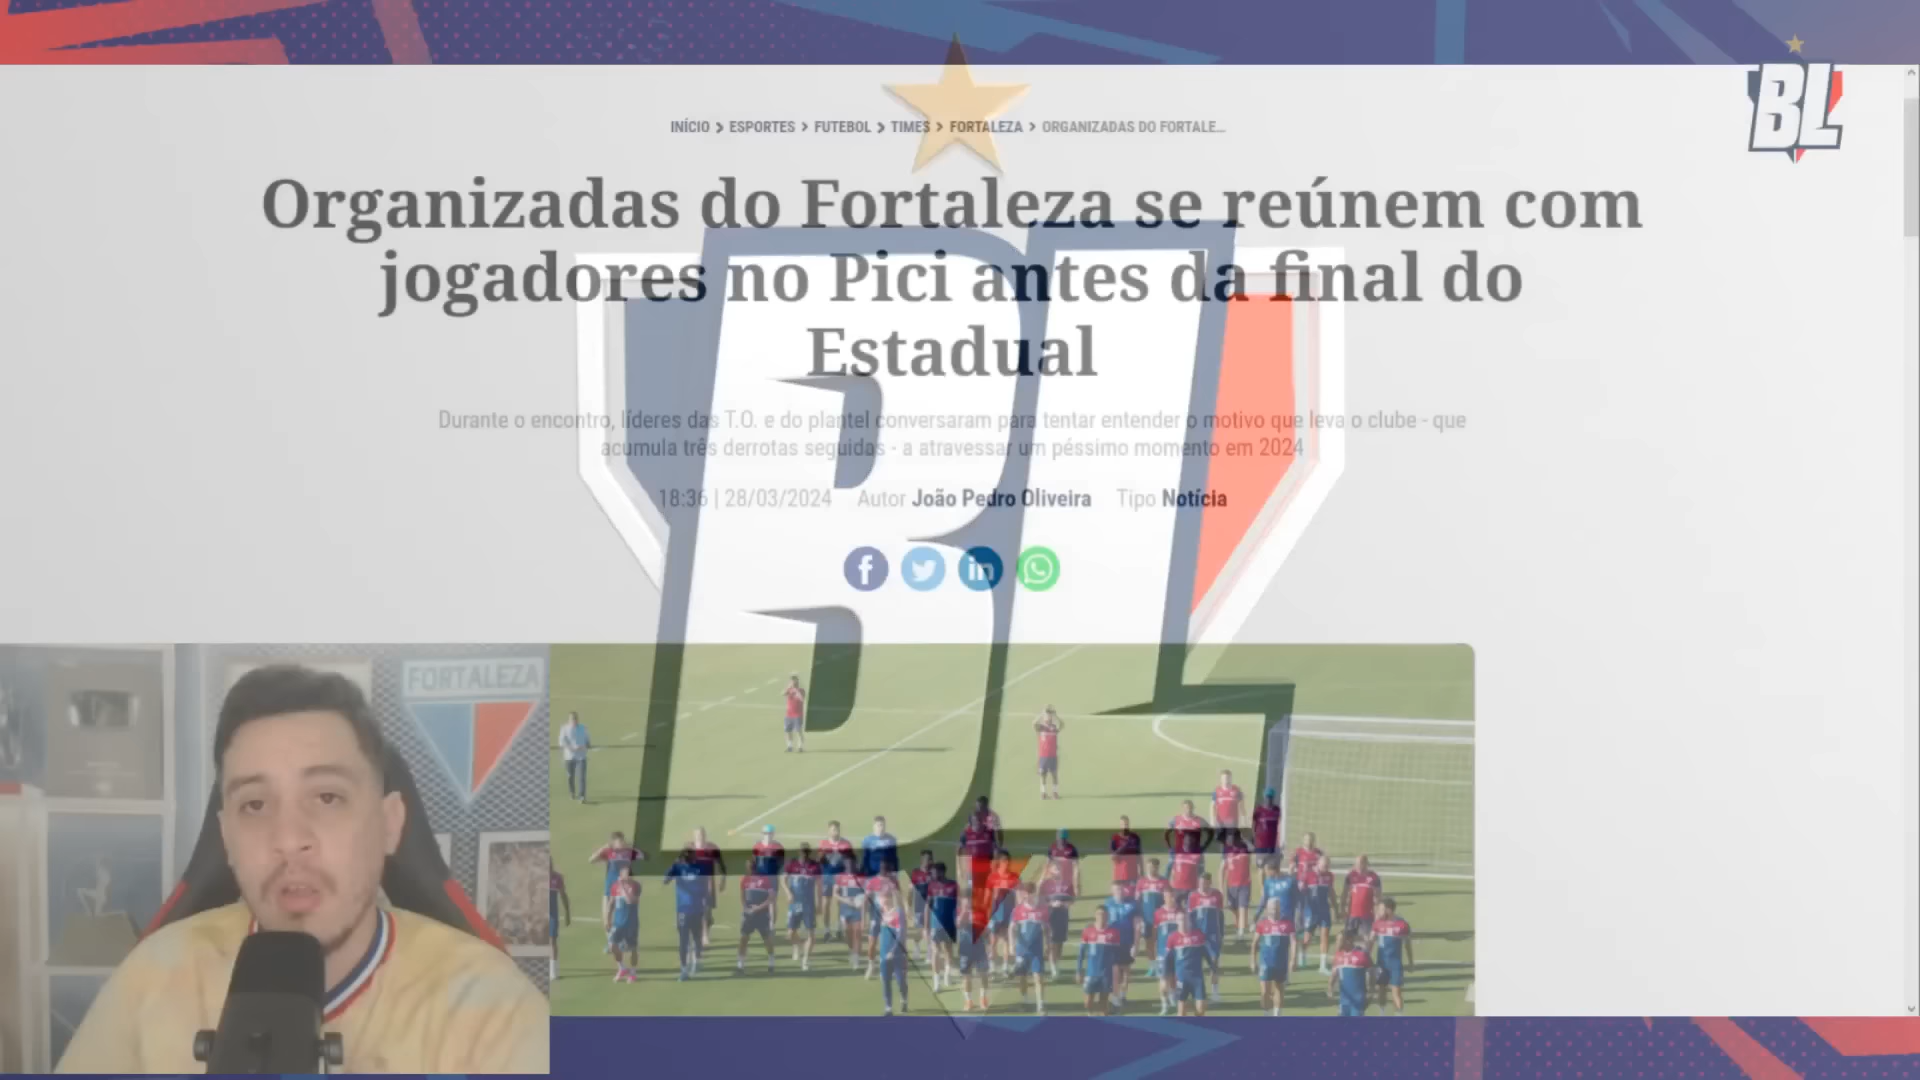 INÍCIO > ESPORTES > FUTEBOL > TIMES > FORTALEZA > ORGANIZADAS DO FORTALE...
BL
Organizadas do Fortaleza se reúnem com
jogadores no Pici antes da final do
Estadual
Durante o encontro, líderes das T.O. e do plantel conversaram para tentar entender o motivo que leva o clube - que
acumula três derrotas seguidas - a atravessar um péssimo momento em 2024
18:36 | 28/03/2024 Autor João Pedro Oliveira Tipo Notícia
BL
FORTALEZA